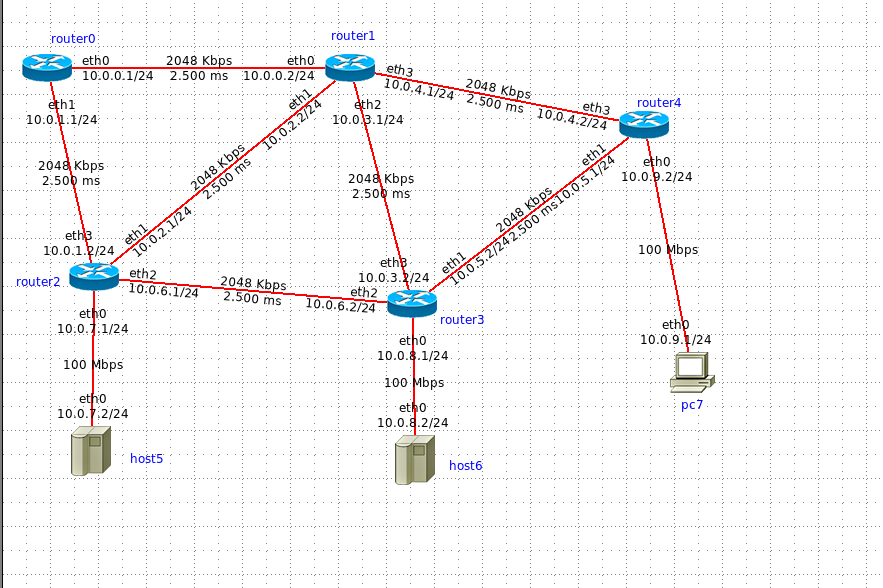 router0
router1
eth0
2048 Kbps
eth0
10.0.0.1/24
2.500 ms
10.0.0.2/24
eth3
10.0.4.1/24
2048 Kbps
2.500 ms
eth3
10.0.4.2/24
router4
eth1
10.0.1.1/24
eth1
10.0.2.2/24
eth2
10.0.3.1/24
2048 Kbps
2.500 ms
2048 Kbps
2.500 ms
2048 Kbps
2.500 ms
eth1
10.0.5.1/24
eth0
10.0.9.2/24
2048 Kbps
2.500 ms
eth3
10.0.1.2/24
eth1
10.0.2.1/24
eth3
10.0.3.2/24
eth1
10.0.5.2/24
100 Mbps
router2
eth2
10.0.6.1/24
2048 Kbps
2.500 ms
eth2
10.0.6.2/24
router3
eth0
10.0.7.1/24
eth0
10.0.8.1/24
eth0
10.0.9.1/24
100 Mbps
100 Mbps
eth0
10.0.7.2/24
eth0
10.0.8.2/24
pc7
host5
host6